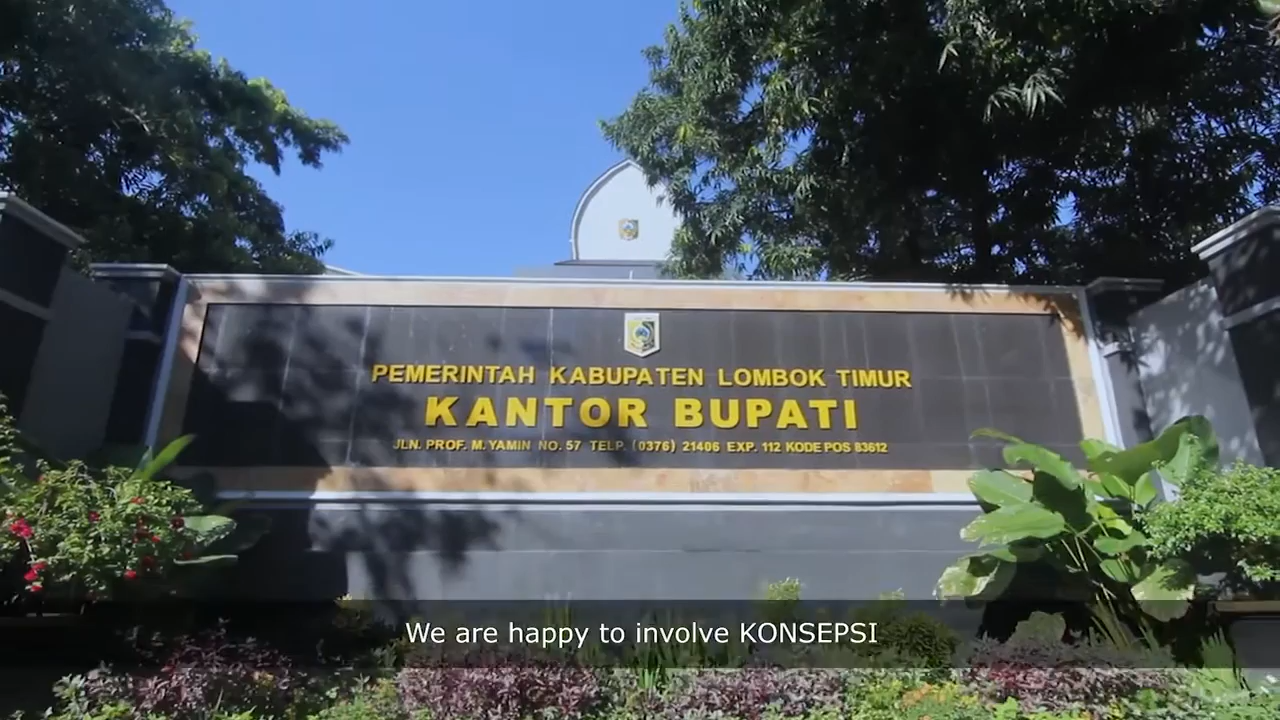 PEMERINTAH KABUPATEN LOMBOK TIMUR
KANTOR BUPATI
JLN. PROF. M. YAMIN NO. 57 TELP. (0376) 21406 EXP. 112 KODE POS 83612
We are happy to involve KONSEPSI